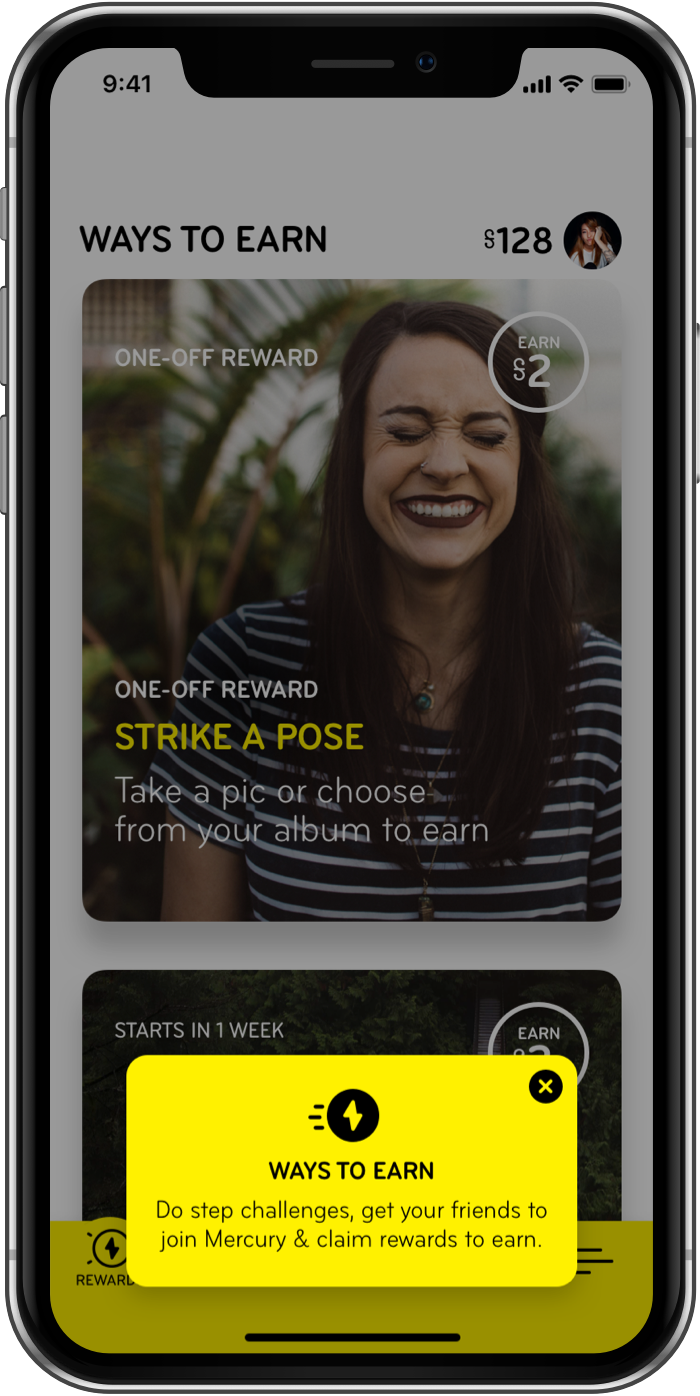 9:41
WAYS TO EARN
§128
ONE-OFF REWARD
EARN
§2
ONE-OFF REWARD
STRIKE A POSE
Take a pic or choose
from your album to earn
STARTS IN 1 WEEK
EARN
WAYS TO EARN
Do step challenges, get your friends to
join Mercury & claim rewards to earn.
REWARD